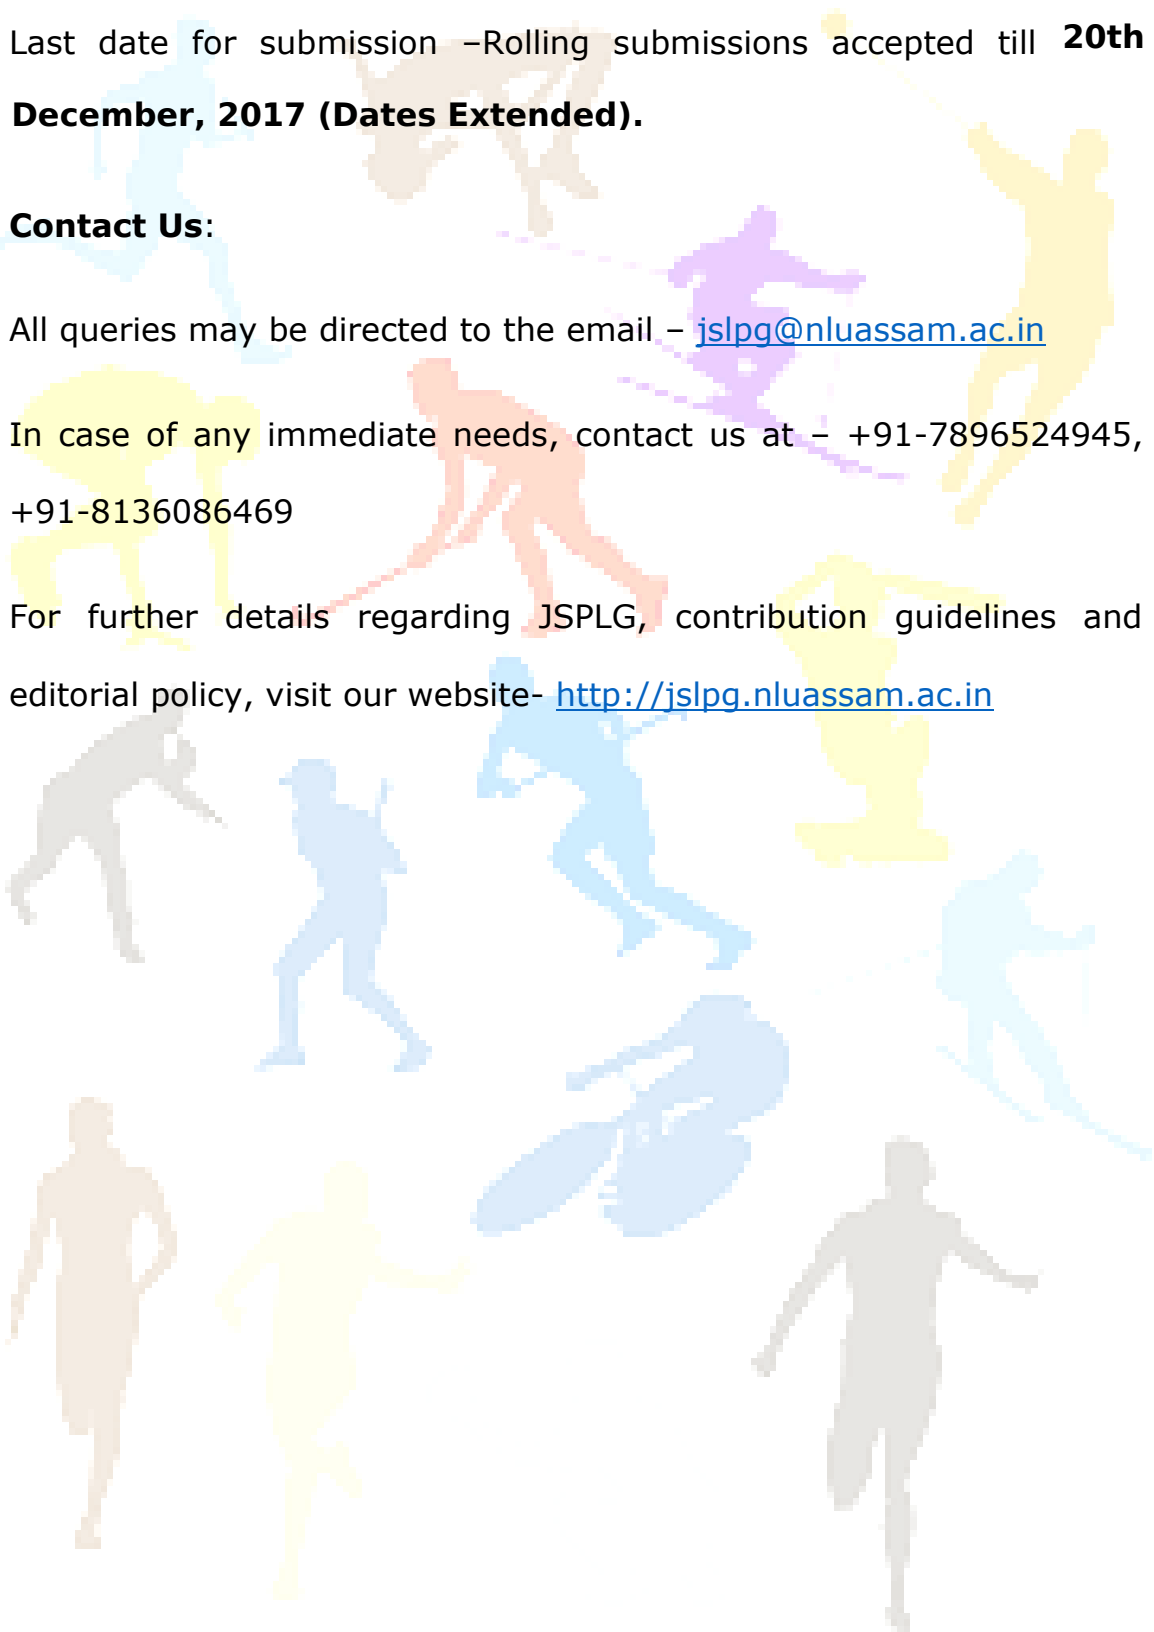 Last date for submission –Rolling submissions accepted till 20th
December, 2017 (Dates Extended).
Contact Us:
All queries may be directed to the email – jslpg@nluassam.ac.in
In case of any immediate needs, contact us at – +91-7896524945,
+91-8136086469
For further details regarding JSPLG, contribution guidelines and
editorial policy, visit our website- http://jslpg.nluassam.ac.in